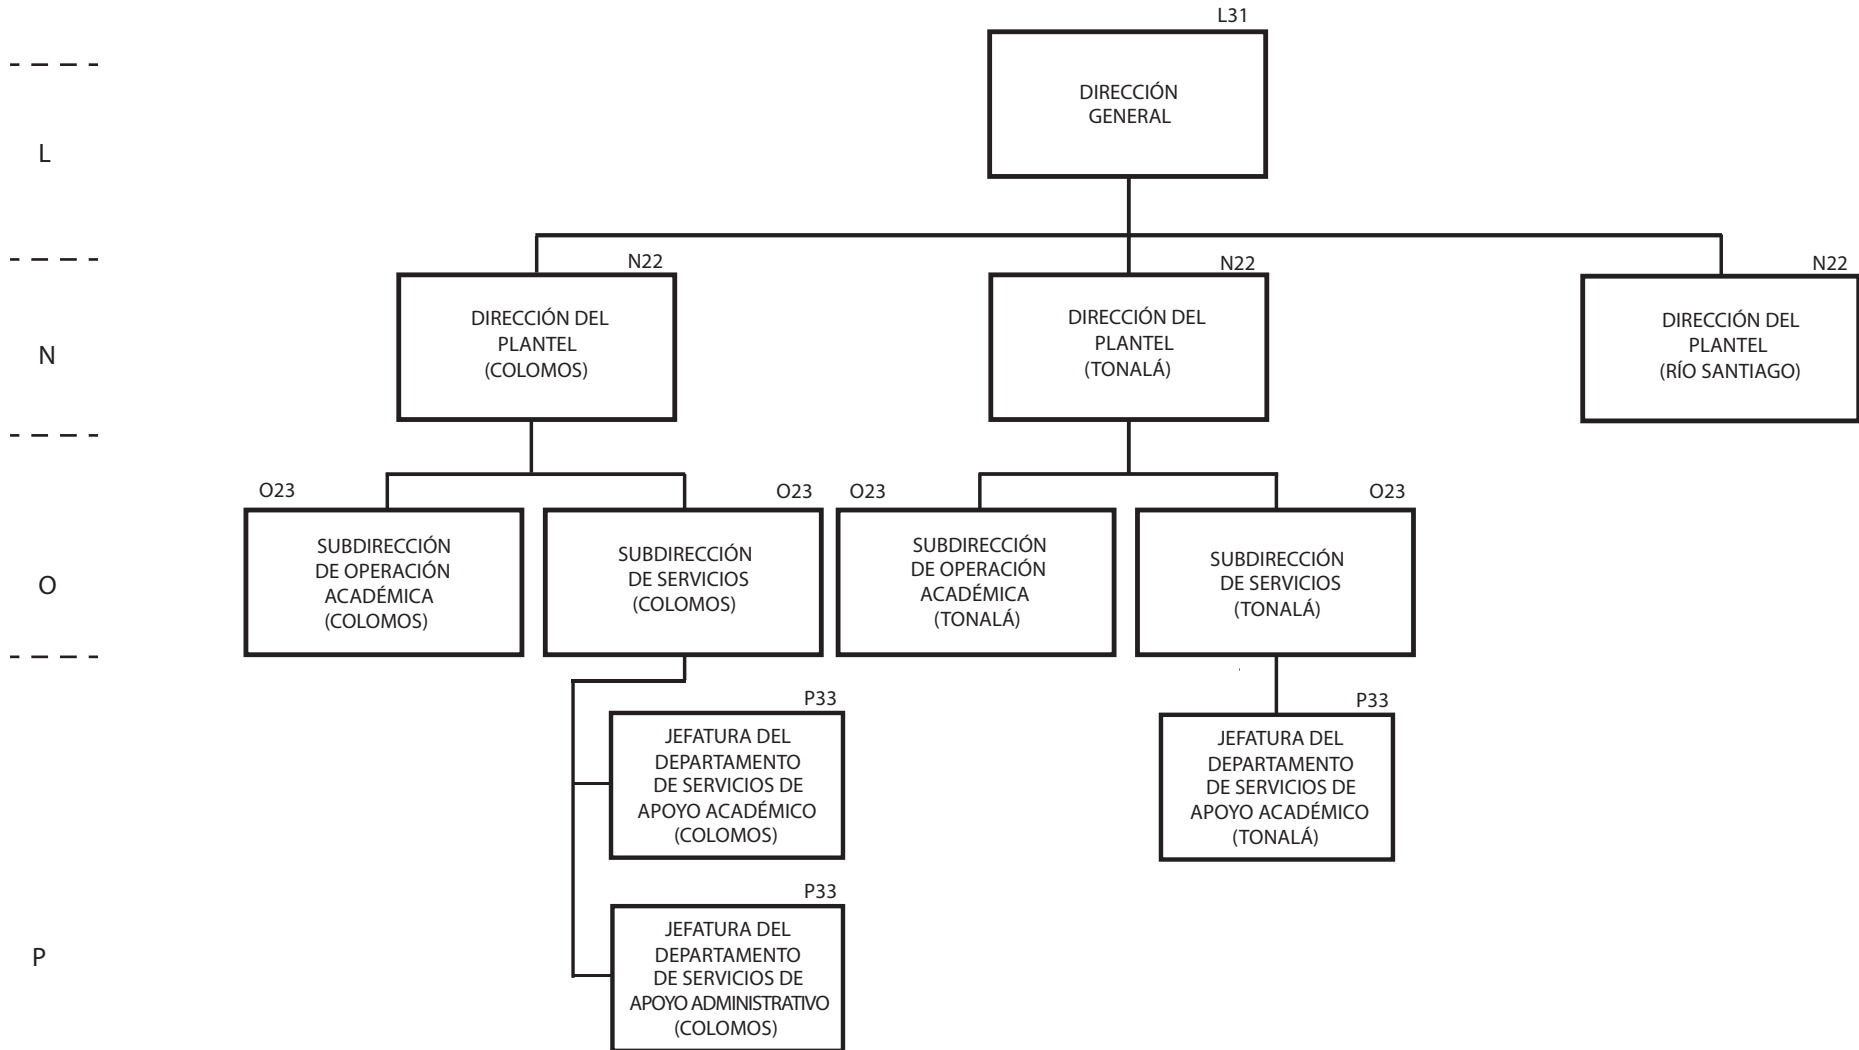 L31
DIRECCIÓN
GENERAL
L
N22
DIRECCIÓN DEL
PLANTEL
(COLOMOS)
N22
DIRECCIÓN DEL
PLANTEL
(TONALÁ)
N22
DIRECCIÓN DEL
PLANTEL
(RÍO SANTIAGO)
N
O23
SUBDIRECCIÓN
DE OPERACIÓN
ACADÉMICA
(COLOMOS)
O23
SUBDIRECCIÓN
DE SERVICIOS
(COLOMOS)
O23
SUBDIRECCIÓN
DE OPERACIÓN
ACADÉMICA
(TONALÁ)
O23
SUBDIRECCIÓN
DE SERVICIOS
(TONALÁ)
O
P33
JEFATURA DEL
DEPARTAMENTO
DE SERVICIOS DE
APOYO ACADÉMICO
(COLOMOS)
P33
JEFATURA DEL
DEPARTAMENTO
DE SERVICIOS DE
APOYO ACADÉMICO
(TONALÁ)
P33
JEFATURA DEL
DEPARTAMENTO
DE SERVICIOS DE
APOYO ADMINISTRATIVO
(COLOMOS)
P